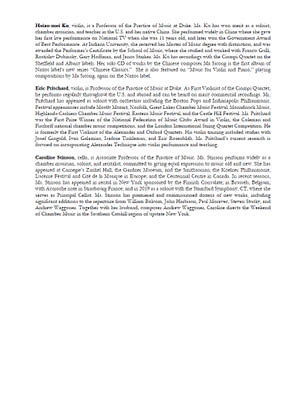 Hsiao-mei Ku, violin, is a Professor of the Practice of Music at Duke. Ms. Ku has won merit as a soloist,
chamber musician, and teacher in the U.S. and her native China. She performed widely in China where she gave
her first live performance on National TV when she was 11 years old, and later won the Government Award
of Best Performance. At Indiana University, she received her Master of Music degree with distinction, and was
awarded the Performer's Certificate by the School of Music, where she studied and worked with Franco Gulli,
Rostislav Dubinsky, Gary Hoffman, and Janos Starker. Ms. Ku has recordings with the Ciompi Quartet on the
Sheffield and Albany labels. Her solo CD of works by the Chinese composer, Ma Sicong is the first album of
Naxos label's new series "Chinese Classics." She is also featured on "Music for Violin and Piano," playing
compositions by Ma Sicong, again on the Naxos label.
Eric Pritchard, violin, is Professor of the Practice of Music at Duke. As First Violinist of the Ciompi Quartet,
he performs regularly throughout the U.S. and abroad and can be heard on many commercial recordings. Mr.
Pritchard has appeared as soloist with orchestras including the Boston Pops and Indianapolis Philharmonic.
Festival appearances include Mostly Mozart, Norfolk, Great Lakes Chamber Music Festival, Monadnock Music,
Highlands-Cashiers Chamber Music Festival, Eastern Music Festival, and the Castle Hill Festival. Mr. Pritchard
was the First Prize Winner of the National Federation of Music Clubs Award in Violin, the Coleman and
Fischoff national chamber music competitions, and the London International String Quartet Competition. He
is formerly the First Violinist of the Alexander and Oxford Quartets. His violin training included studies with
Josef Gingold, Ivan Galamian, Isadore Tinkleman, and Eric Rosenblith. Mr. Pritchard's current research is
focused on incorporating Alexander Technique into violin performance and teaching.
Caroline Stinson, cello, is Associate Professor of the Practice of Music. Ms. Stinson performs widely as a
chamber musician, soloist, and recitalist committed to giving equal expression to music old and new. She has
appeared at Carnegie's Zankel Hall, the Gardner Museum, and the Smithsonian; the Koelner Philharmonie,
Lucerne Festival and Cité de la Musique in Europe, and the Centennial Centre in Canada. In recent seasons,
Ms. Stinson has appeared in recital in New York sponsored by the Finnish Consulate, in Brussels, Belgium,
with Accroche note in Strasbourg France, and in 2019 as a soloist with the Stamford Symphony, CT, where she
serves as Principal Cellist. Ms. Stinson has premiered and commissioned dozens of new works, including
significant additions to the repertoire from William Bolcom, John Harbison, Paul Moravec, Steven Stucky, and
Andrew Waggoner. Together with her husband, composer Andrew Waggoner, Caroline directs the Weekend
of Chamber Music in the Southern Catskill region of upstate New York.